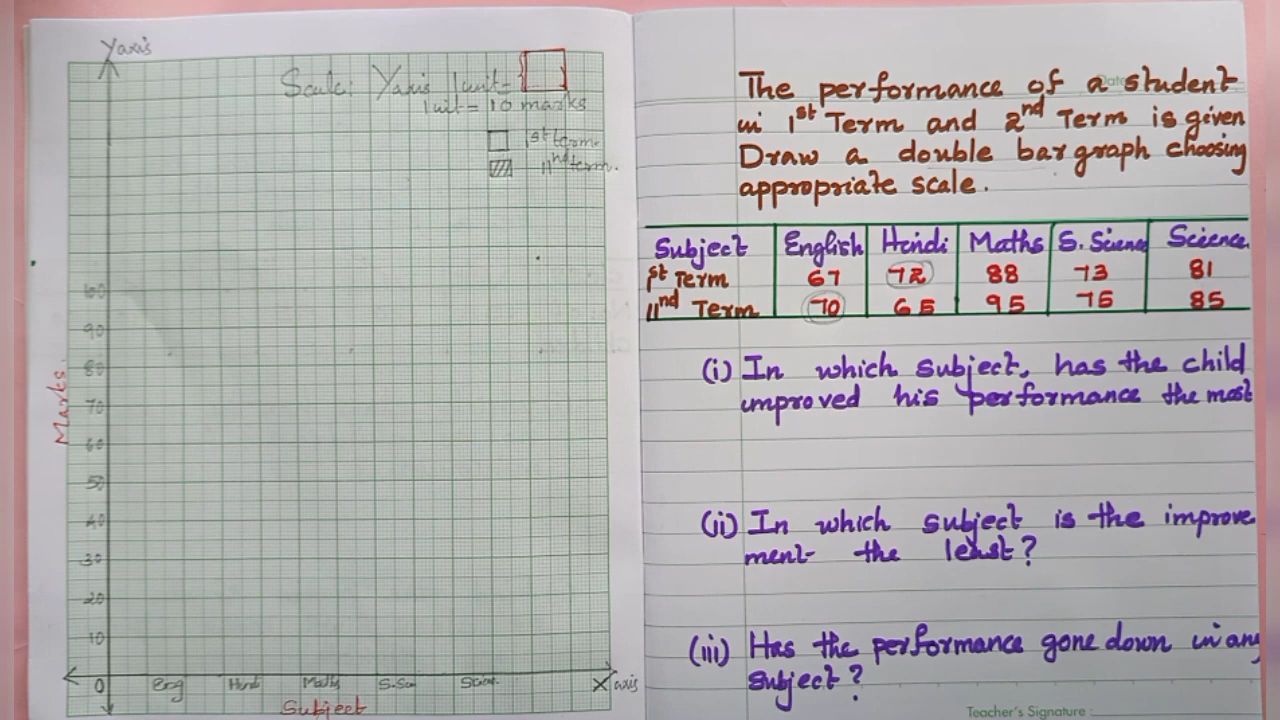 Y axis
Scale: Y axis 1 unit =
1 unit = 10 marks
1st term
IInd term.
100
90
80
70
60
50
40
30
20
10
0
Marks
Eng
Hindi
Maths
S.Sci
Scien
X axis
Subject
The performance of a student
in 1st Term and 2nd Term is given
Draw a double bar graph choosing
appropriate scale.
Subject English Hindi Maths S. Science Science
1st Term 67 72 88 73 81
IInd Term 70 65 95 75 85
(i) In which subject, has the child
improved his performance the most
(ii) In which subject is the improve
ment the least?
(iii) Has the performance gone down in any
subject?
Teacher's Signature :